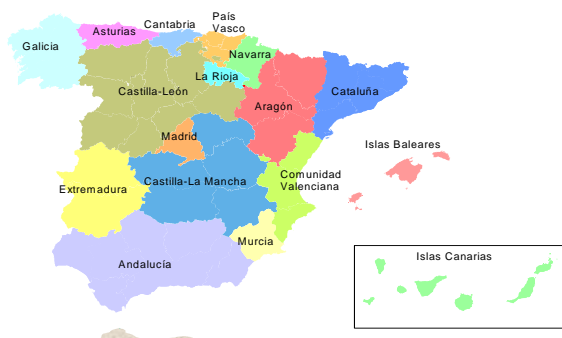 Galicia
Asturias
Cantabria
País
Vasco
Navarra
La Rioja
Castilla-León
Aragón
Cataluña
Madrid
Islas Baleares
Extremadura
Castilla-La Mancha
Comunidad
Valenciana
Murcia
Andalucía
Islas Canarias